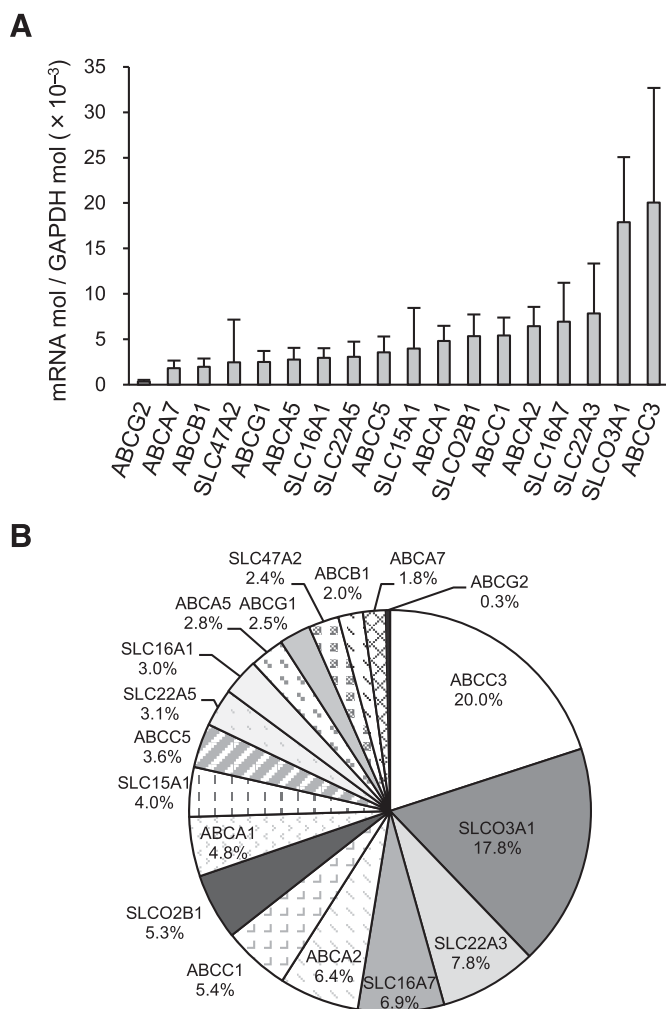 A
mRNA mol / GAPDH mol ( × 10⁻³)
35
30
25
20
15
10
5
0
ABCG2
ABCA7
ABCB1
SLC47A2
ABCG1
ABCA5
SLC16A1
SLC22A5
ABCC5
SLC15A1
ABCA1
SLCO2B1
ABCC1
ABCA2
SLC16A7
SLC22A3
SLCO3A1
ABCC3
B
SLC47A2
2.4%
ABCB1
2.0%
ABCA7
1.8%
ABCG2
0.3%
ABCA5
2.8%
ABCG1
2.5%
SLC16A1
3.0%
SLC22A5
3.1%
ABCC5
3.6%
SLC15A1
4.0%
ABCA1
4.8%
SLCO2B1
5.3%
ABCC1
5.4%
ABCA2
6.4%
SLC16A7
6.9%
SLC22A3
7.8%
SLCO3A1
17.8%
ABCC3
20.0%